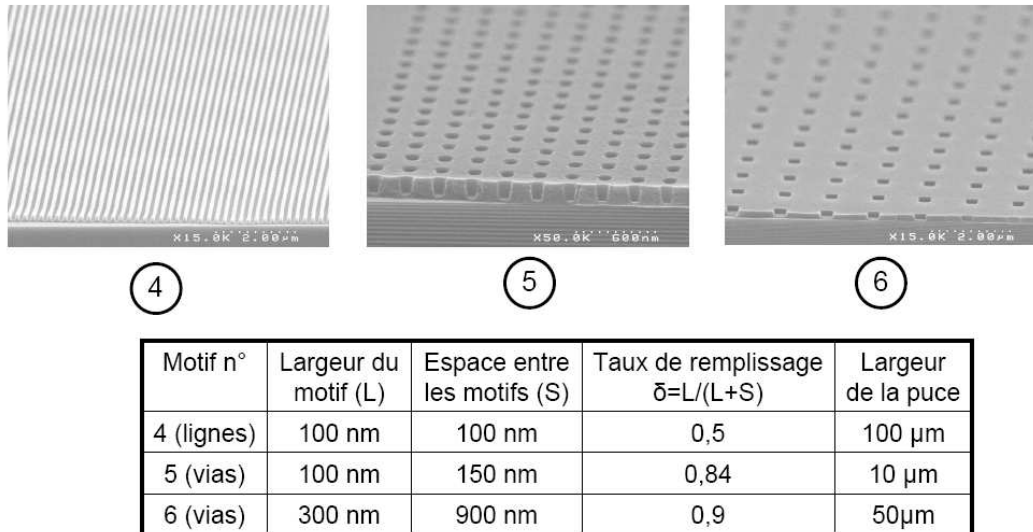 X15.0K 2.00μm
X50.0K 600nm
X15.0K 2.00μm
4
5
6
Motif n° Largeur du motif (L) Espace entre les motifs (S) Taux de remplissage δ=L/(L+S) Largeur de la puce
4 (lignes) 100 nm 100 nm 0,5 100 μm
5 (vias) 100 nm 150 nm 0,84 10 μm
6 (vias) 300 nm 900 nm 0,9 50μm